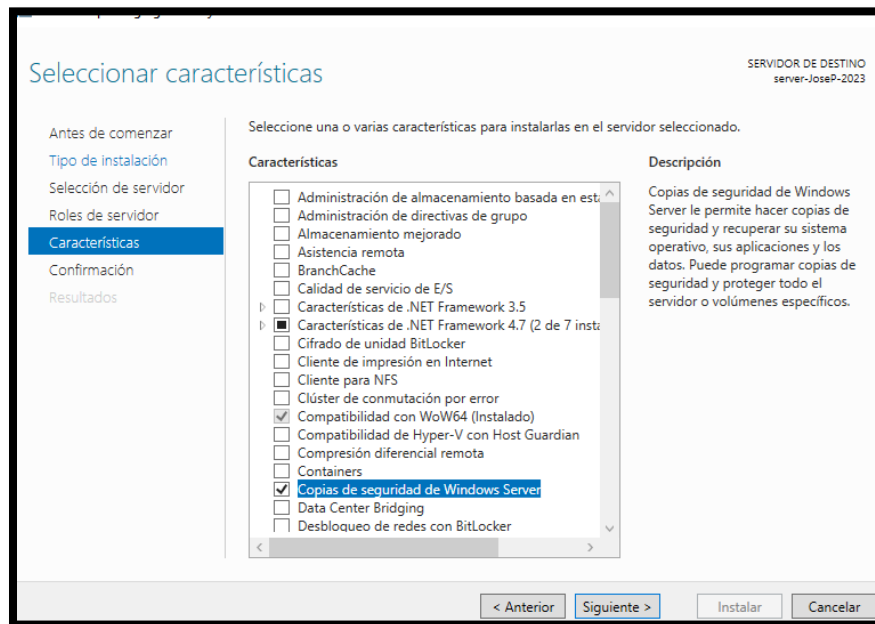 Seleccionar características
SERVIDOR DE DESTINO
server-JoseP-2023
Antes de comenzar
Tipo de instalación
Selección de servidor
Roles de servidor
Características
Confirmación
Resultados
Seleccione una o varias características para instalarlas en el servidor seleccionado.
Características
Administración de almacenamiento basada en está
Administración de directivas de grupo
Almacenamiento mejorado
Asistencia remota
BranchCache
Calidad de servicio de E/S
Características de .NET Framework 3.5
Características de .NET Framework 4.7 (2 de 7 insta
Cifrado de unidad BitLocker
Cliente de impresión en Internet
Cliente para NFS
Clúster de conmutación por error
Compatibilidad con WoW64 (Instalado)
Compatibilidad de Hyper-V con Host Guardian
Compresión diferencial remota
Containers
Copias de seguridad de Windows Server
Data Center Bridging
Desbloqueo de redes con BitLocker
Descripción
Copias de seguridad de Windows
Server le permite hacer copias de
seguridad y recuperar su sistema
operativo, sus aplicaciones y los
datos. Puede programar copias de
seguridad y proteger todo el
servidor o volúmenes específicos.
< Anterior
Siguiente >
Instalar
Cancelar